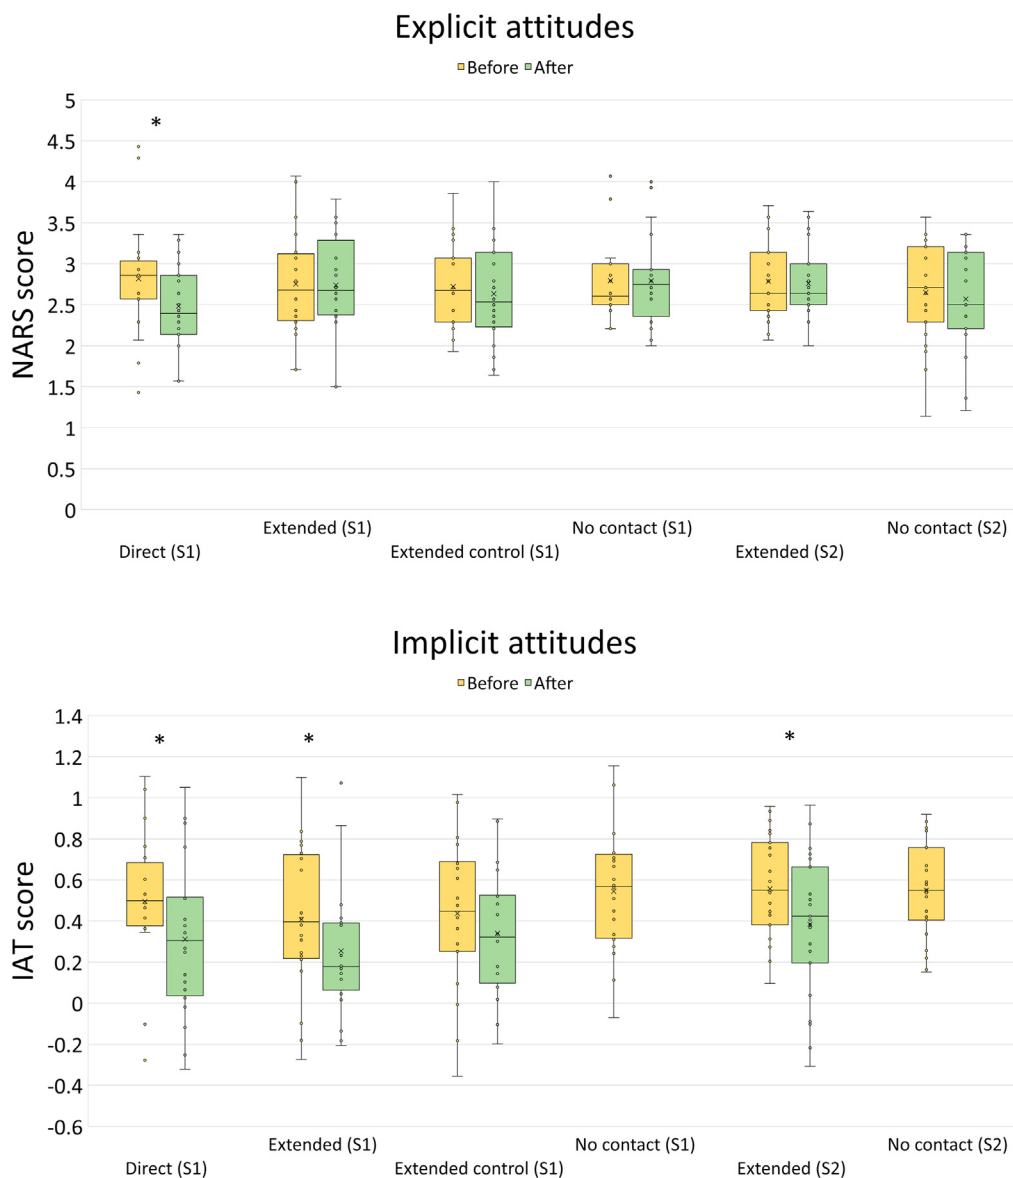 Explicit attitudes
Before After
*
5
4.5
4
3.5
3
2.5
2
1.5
1
0.5
0
NARS score
Extended (S1) No contact (S1) No contact (S2)
Direct (S1) Extended control (S1) Extended (S2)
Implicit attitudes
Before After
1.4
* * *
1.2
1
0.8
0.6
0.4
0.2
0
-0.2
-0.4
-0.6
IAT score
Extended (S1) No contact (S1) No contact (S2)
Direct (S1) Extended control (S1) Extended (S2)